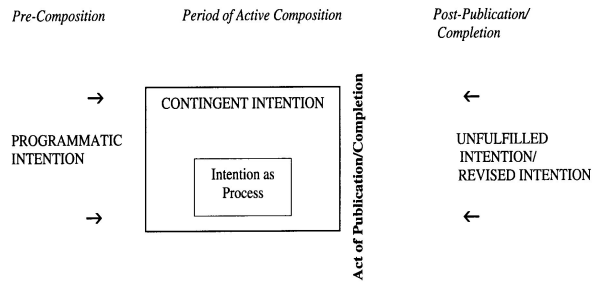 Pre-Composition
Period of Active Composition
Post-Publication/
Completion
→
CONTINGENT INTENTION
←
PROGRAMMATIC
INTENTION
Intention as
Process
Act of Publication/Completion
UNFULFILLED
INTENTION/
REVISED INTENTION
→
←